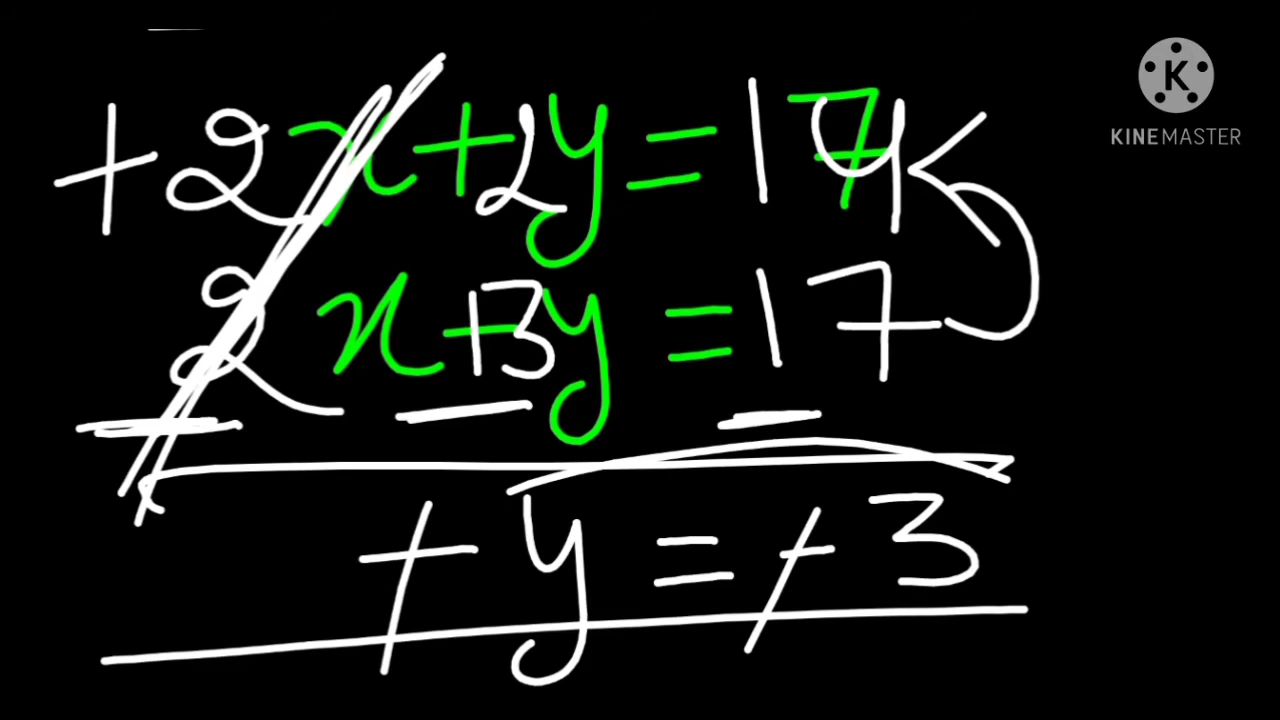 +2x+2y=14
2x+3y=17
+y=+3
K
KINEMASTER